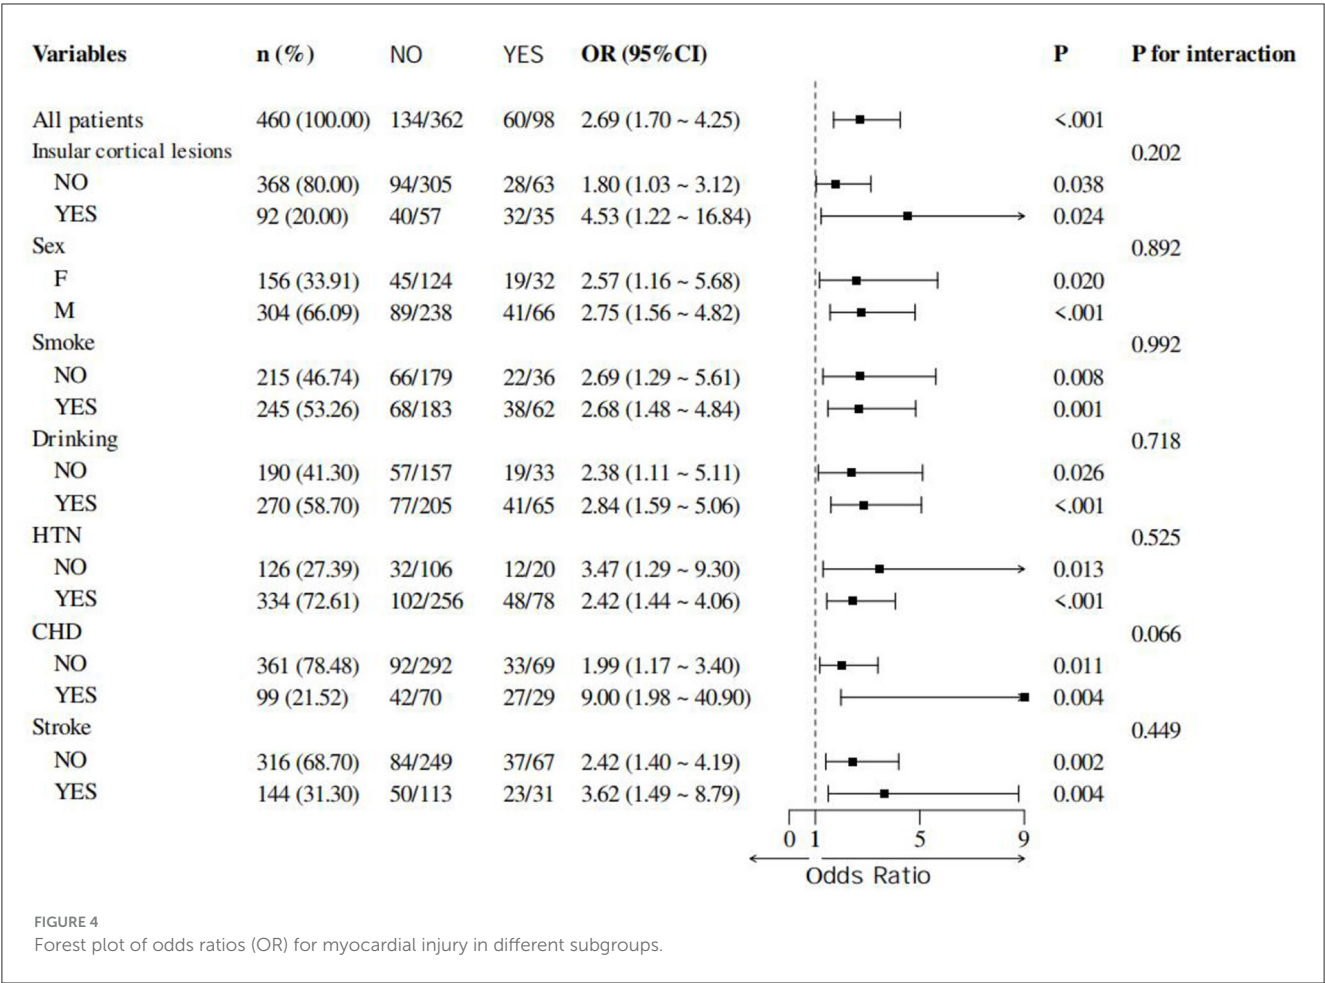 Variables n (%) NO YES OR (95%CI) P P for interaction
All patients 460 (100.00) 134/362 60/98 2.69 (1.70 ~ 4.25) <.001
Insular cortical lesions 0.202
NO 368 (80.00) 94/305 28/63 1.80 (1.03 ~ 3.12) 0.038
YES 92 (20.00) 40/57 32/35 4.53 (1.22 ~ 16.84) 0.024
Sex 0.892
F 156 (33.91) 45/124 19/32 2.57 (1.16 ~ 5.68) 0.020
M 304 (66.09) 89/238 41/66 2.75 (1.56 ~ 4.82) <.001
Smoke 0.992
NO 215 (46.74) 66/179 22/36 2.69 (1.29 ~ 5.61) 0.008
YES 245 (53.26) 68/183 38/62 2.68 (1.48 ~ 4.84) 0.001
Drinking 0.718
NO 190 (41.30) 57/157 19/33 2.38 (1.11 ~ 5.11) 0.026
YES 270 (58.70) 77/205 41/65 2.84 (1.59 ~ 5.06) <.001
HTN 0.525
NO 126 (27.39) 32/106 12/20 3.47 (1.29 ~ 9.30) 0.013
YES 334 (72.61) 102/256 48/78 2.42 (1.44 ~ 4.06) <.001
CHD 0.066
NO 361 (78.48) 92/292 33/69 1.99 (1.17 ~ 3.40) 0.011
YES 99 (21.52) 42/70 27/29 9.00 (1.98 ~ 40.90) 0.004
Stroke 0.449
NO 316 (68.70) 84/249 37/67 2.42 (1.40 ~ 4.19) 0.002
YES 144 (31.30) 50/113 23/31 3.62 (1.49 ~ 8.79) 0.004
0 1 5 9
Odds Ratio
FIGURE 4
Forest plot of odds ratios (OR) for myocardial injury in different subgroups.